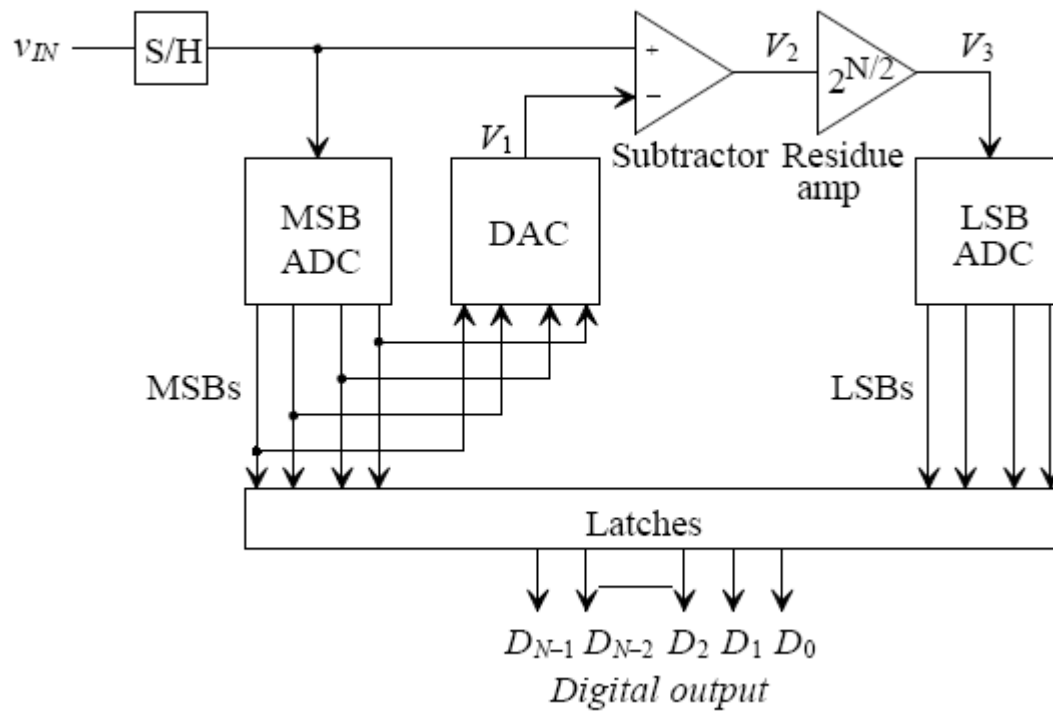 v_IN
S/H
+
−
V_2
2^N/2
V_3
V_1
Subtractor
Residue
amp
MSB
ADC
DAC
LSB
ADC
MSBs
LSBs
Latches
D_N–1 D_N–2 D_2 D_1 D_0
Digital output